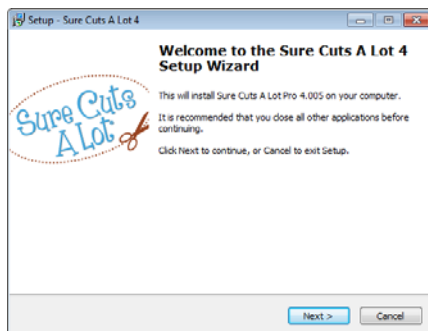 Setup - Sure Cuts A Lot 4
Welcome to the Sure Cuts A Lot 4
Setup Wizard
This will install Sure Cuts A Lot Pro 4.005 on your computer.
It is recommended that you close all other applications before
continuing.
Click Next to continue, or Cancel to exit Setup.
Sure Cuts
A Lot
Next >
Cancel